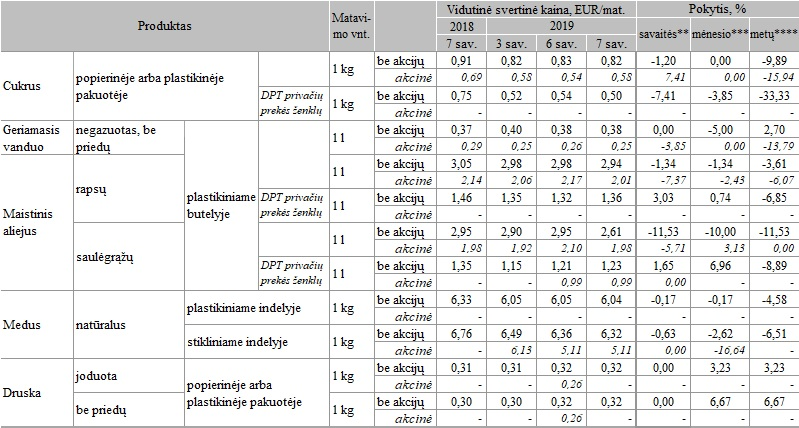 Produktas Matavi- Vidutinė svertinė kaina, EUR/mat. Pokytis, %
mo vnt. 2018 2019 savaitės** mėnesio*** metų****
7 sav. 3 sav. 6 sav. 7 sav.
Cukrus popierinėje arba plastikinėje pakuotėje 1 kg be akcijų 0,91 0,82 0,83 0,82 -1,20 0,00 -9,89
akcinė 0,69 0,58 0,54 0,58 7,41 0,00 -15,94
DPT privačių prekės ženklų 1 kg be akcijų 0,75 0,52 0,54 0,50 -7,41 -3,85 -33,33
akcinė - - - - - - -
Geriamasis vanduo negazuotas, be priedų plastikiniame butelyje 1 l be akcijų 0,37 0,40 0,38 0,38 0,00 -5,00 2,70
akcinė 0,29 0,25 0,26 0,25 -3,85 0,00 -13,79
Maistinis aliejus rapsų 1 l be akcijų 3,05 2,98 2,98 2,94 -1,34 -1,34 -3,61
akcinė 2,14 2,06 2,17 2,01 -7,37 -2,43 -6,07
DPT privačių prekės ženklų 1 l be akcijų 1,46 1,35 1,32 1,36 3,03 0,74 -6,85
akcinė - - - - - - -
saulėgrąžų 1 l be akcijų 2,95 2,90 2,95 2,61 -11,53 -10,00 -11,53
akcinė 1,98 1,92 2,10 1,98 -5,71 3,13 0,00
DPT privačių prekės ženklų 1 l be akcijų 1,35 1,15 1,21 1,23 1,65 6,96 -8,89
akcinė - - 0,99 0,99 0,00 - -
Medus natūralus plastikiniame indelyje 1 kg be akcijų 6,33 6,05 6,05 6,04 -0,17 -0,17 -4,58
akcinė - - - - - - -
stikliniame indelyje 1 kg be akcijų 6,76 6,49 6,36 6,32 -0,63 -2,62 -6,51
akcinė - 6,13 5,11 5,11 0,00 -16,64 -
Druska joduota popierinėje arba plastikinėje pakuotėje 1 kg be akcijų 0,31 0,31 0,32 0,32 0,00 3,23 3,23
akcinė - - 0,26 - - - -
be priedų 1 kg be akcijų 0,30 0,30 0,32 0,32 0,00 6,67 6,67
akcinė - - 0,26 - - - -